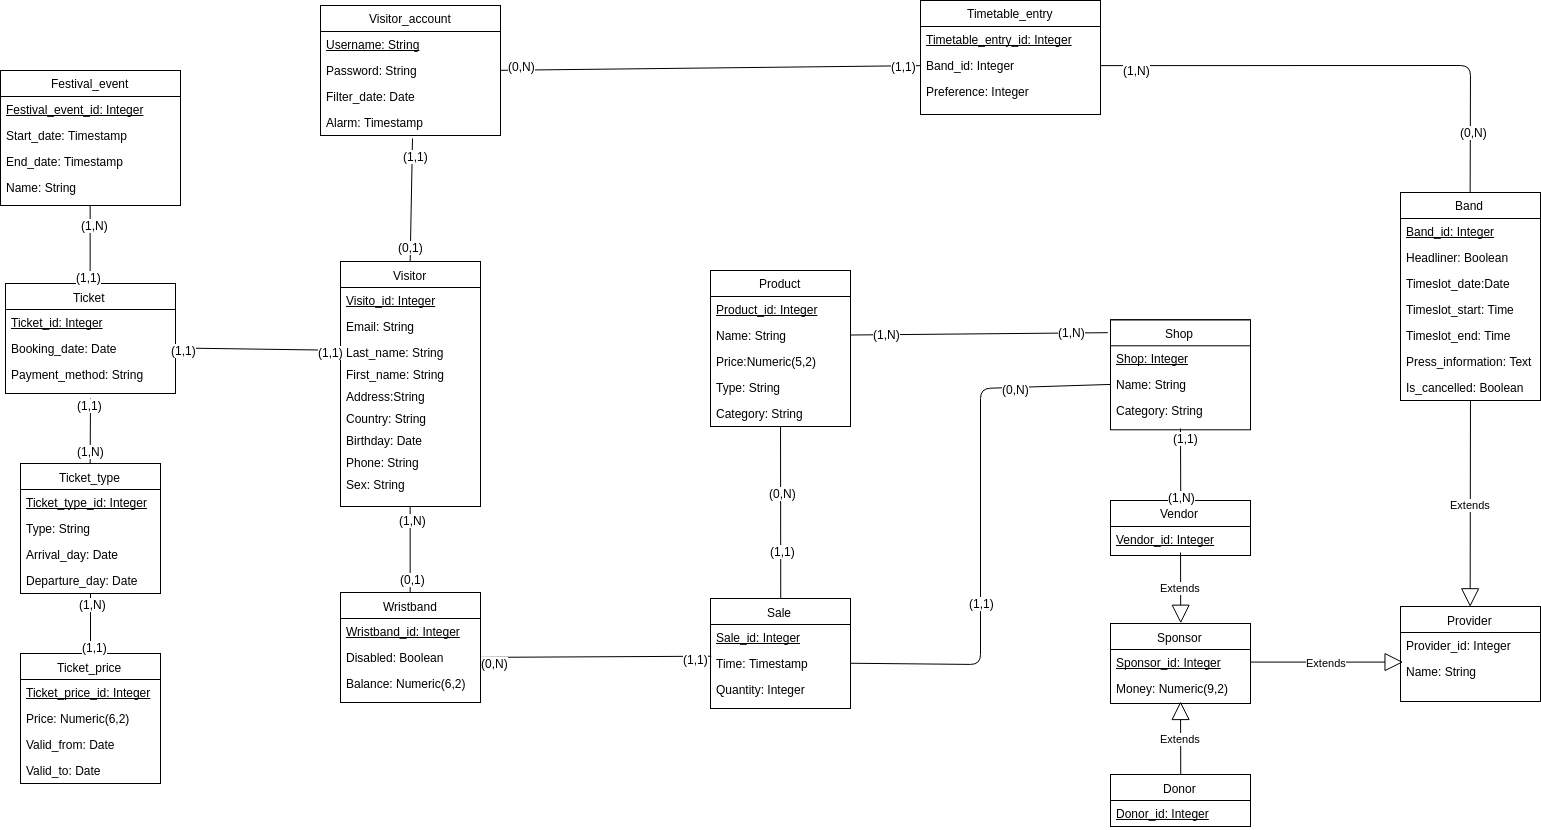 Visitor_account
Username: String
Password: String
Filter_date: Date
Alarm: Timestamp
(0,N)
(1,1)
(1,1)
(0,1)
Timetable_entry
Timetable_entry_id: Integer
Band_id: Integer
Preference: Integer
(1,N)
(0,N)
Festival_event
Festival_event_id: Integer
Start_date: Timestamp
End_date: Timestamp
Name: String
(1,N)
(1,1)
Ticket
Ticket_id: Integer
Booking_date: Date
Payment_method: String
(1,1)
(1,1)
(1,1)
(1,N)
Ticket_type
Ticket_type_id: Integer
Type: String
Arrival_day: Date
Departure_day: Date
(1,N)
(1,1)
Ticket_price
Ticket_price_id: Integer
Price: Numeric(6,2)
Valid_from: Date
Valid_to: Date
Visitor
Visito_id: Integer
Email: String
Last_name: String
First_name: String
Address:String
Country: String
Birthday: Date
Phone: String
Sex: String
(1,N)
(0,1)
Wristband
Wristband_id: Integer
Disabled: Boolean
Balance: Numeric(6,2)
(0,N)
(1,1)
Product
Product_id: Integer
Name: String
Price:Numeric(5,2)
Type: String
Category: String
(1,N)
(1,N)
(0,N)
(1,1)
Sale
Sale_id: Integer
Time: Timestamp
Quantity: Integer
(1,1)
(0,N)
Shop
Shop: Integer
Name: String
Category: String
(1,1)
(1,N)
Vendor
Vendor_id: Integer
Extends
Sponsor
Sponsor_id: Integer
Money: Numeric(9,2)
Extends
Extends
Donor
Donor_id: Integer
Band
Band_id: Integer
Headliner: Boolean
Timeslot_date:Date
Timeslot_start: Time
Timeslot_end: Time
Press_information: Text
Is_cancelled: Boolean
Extends
Provider
Provider_id: Integer
Name: String